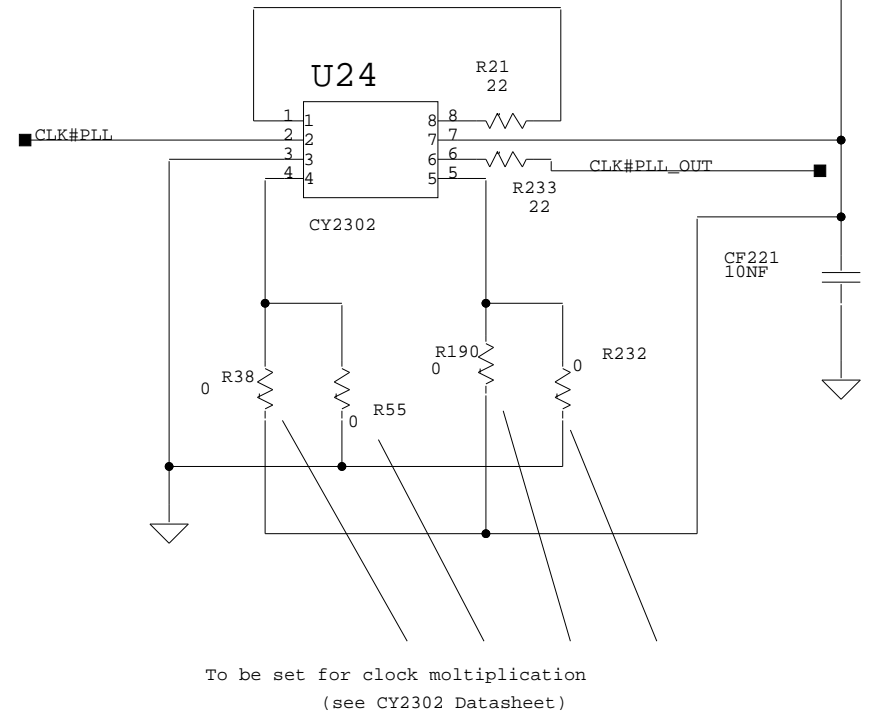 U24
R21
22
1 1 8 8
CLK#PLL 2 2 7 7
3 3 6 6 CLK#PLL_OUT
4 4 5 5
R233
22
CY2302
CF221
10NF
R190
0
0 R232
R38
0
R55
0
To be set for clock moltiplication
(see CY2302 Datasheet)